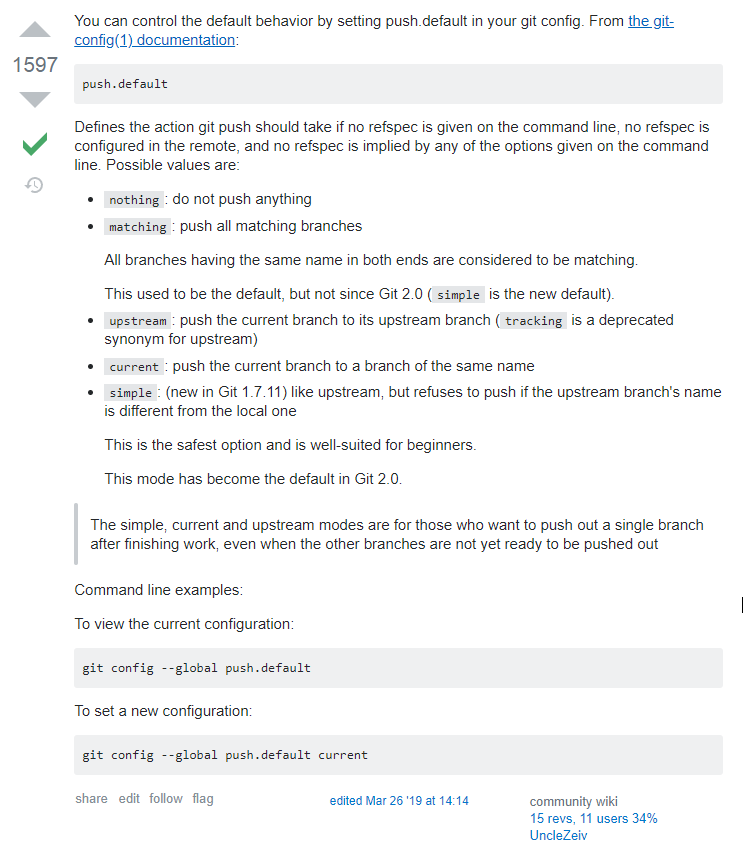 You can control the default behavior by setting push.default in your git config. From the git-
config(1) documentation:
1597
push.default
Defines the action git push should take if no refspec is given on the command line, no refspec is
configured in the remote, and no refspec is implied by any of the options given on the command
line. Possible values are:
• nothing : do not push anything
• matching : push all matching branches
All branches having the same name in both ends are considered to be matching.
This used to be the default, but not since Git 2.0 ( simple is the new default).
• upstream : push the current branch to its upstream branch ( tracking is a deprecated
synonym for upstream)
• current : push the current branch to a branch of the same name
• simple : (new in Git 1.7.11) like upstream, but refuses to push if the upstream branch's name
is different from the local one
This is the safest option and is well-suited for beginners.
This mode has become the default in Git 2.0.
The simple, current and upstream modes are for those who want to push out a single branch
after finishing work, even when the other branches are not yet ready to be pushed out
Command line examples:
To view the current configuration:
git config --global push.default
To set a new configuration:
git config --global push.default current
share edit follow flag
edited Mar 26 '19 at 14:14
community wiki
15 revs, 11 users 34%
UncleZeiv